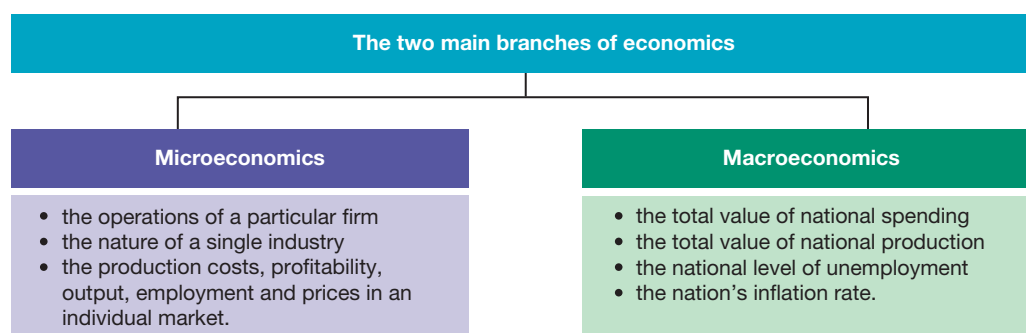 The two main branches of economics
Microeconomics
• the operations of a particular firm
• the nature of a single industry
• the production costs, profitability,
output, employment and prices in an
individual market.
Macroeconomics
• the total value of national spending
• the total value of national production
• the national level of unemployment
• the nation’s inflation rate.